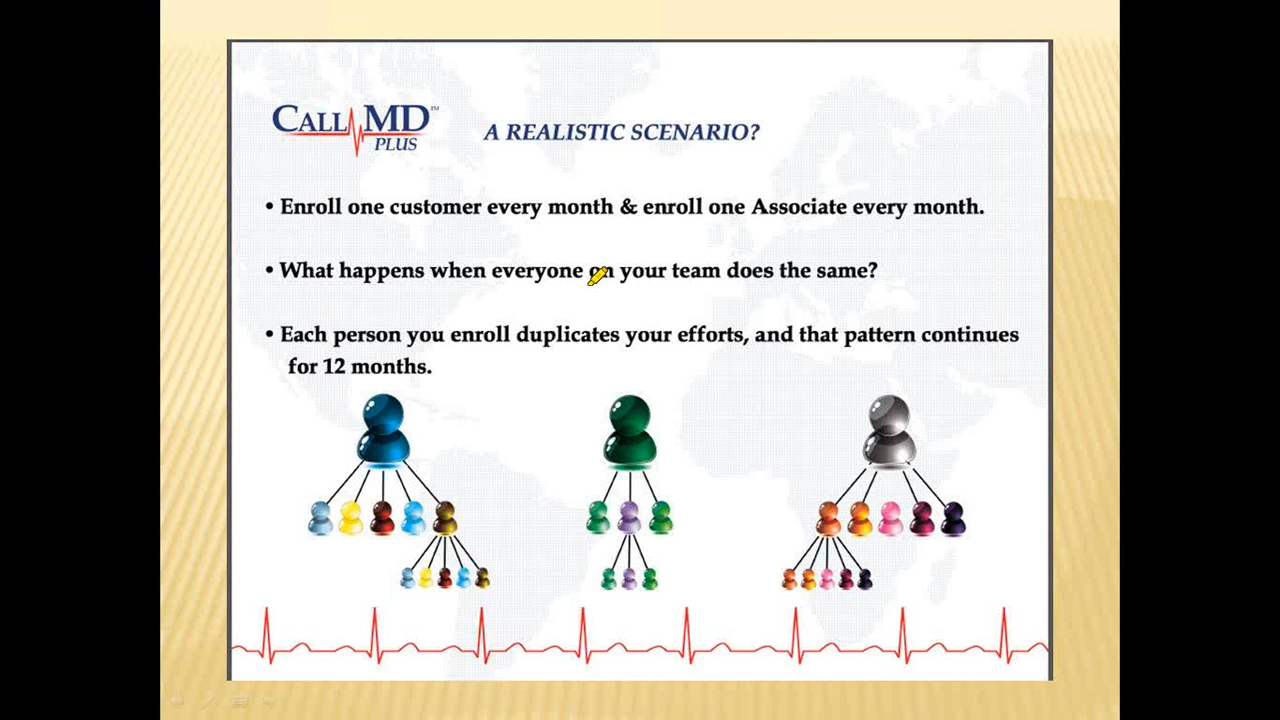 CALL MD™
PLUS
A REALISTIC SCENARIO?
• Enroll one customer every month & enroll one Associate every month.
• What happens when everyone on your team does the same?
• Each person you enroll duplicates your efforts, and that pattern continues
for 12 months.